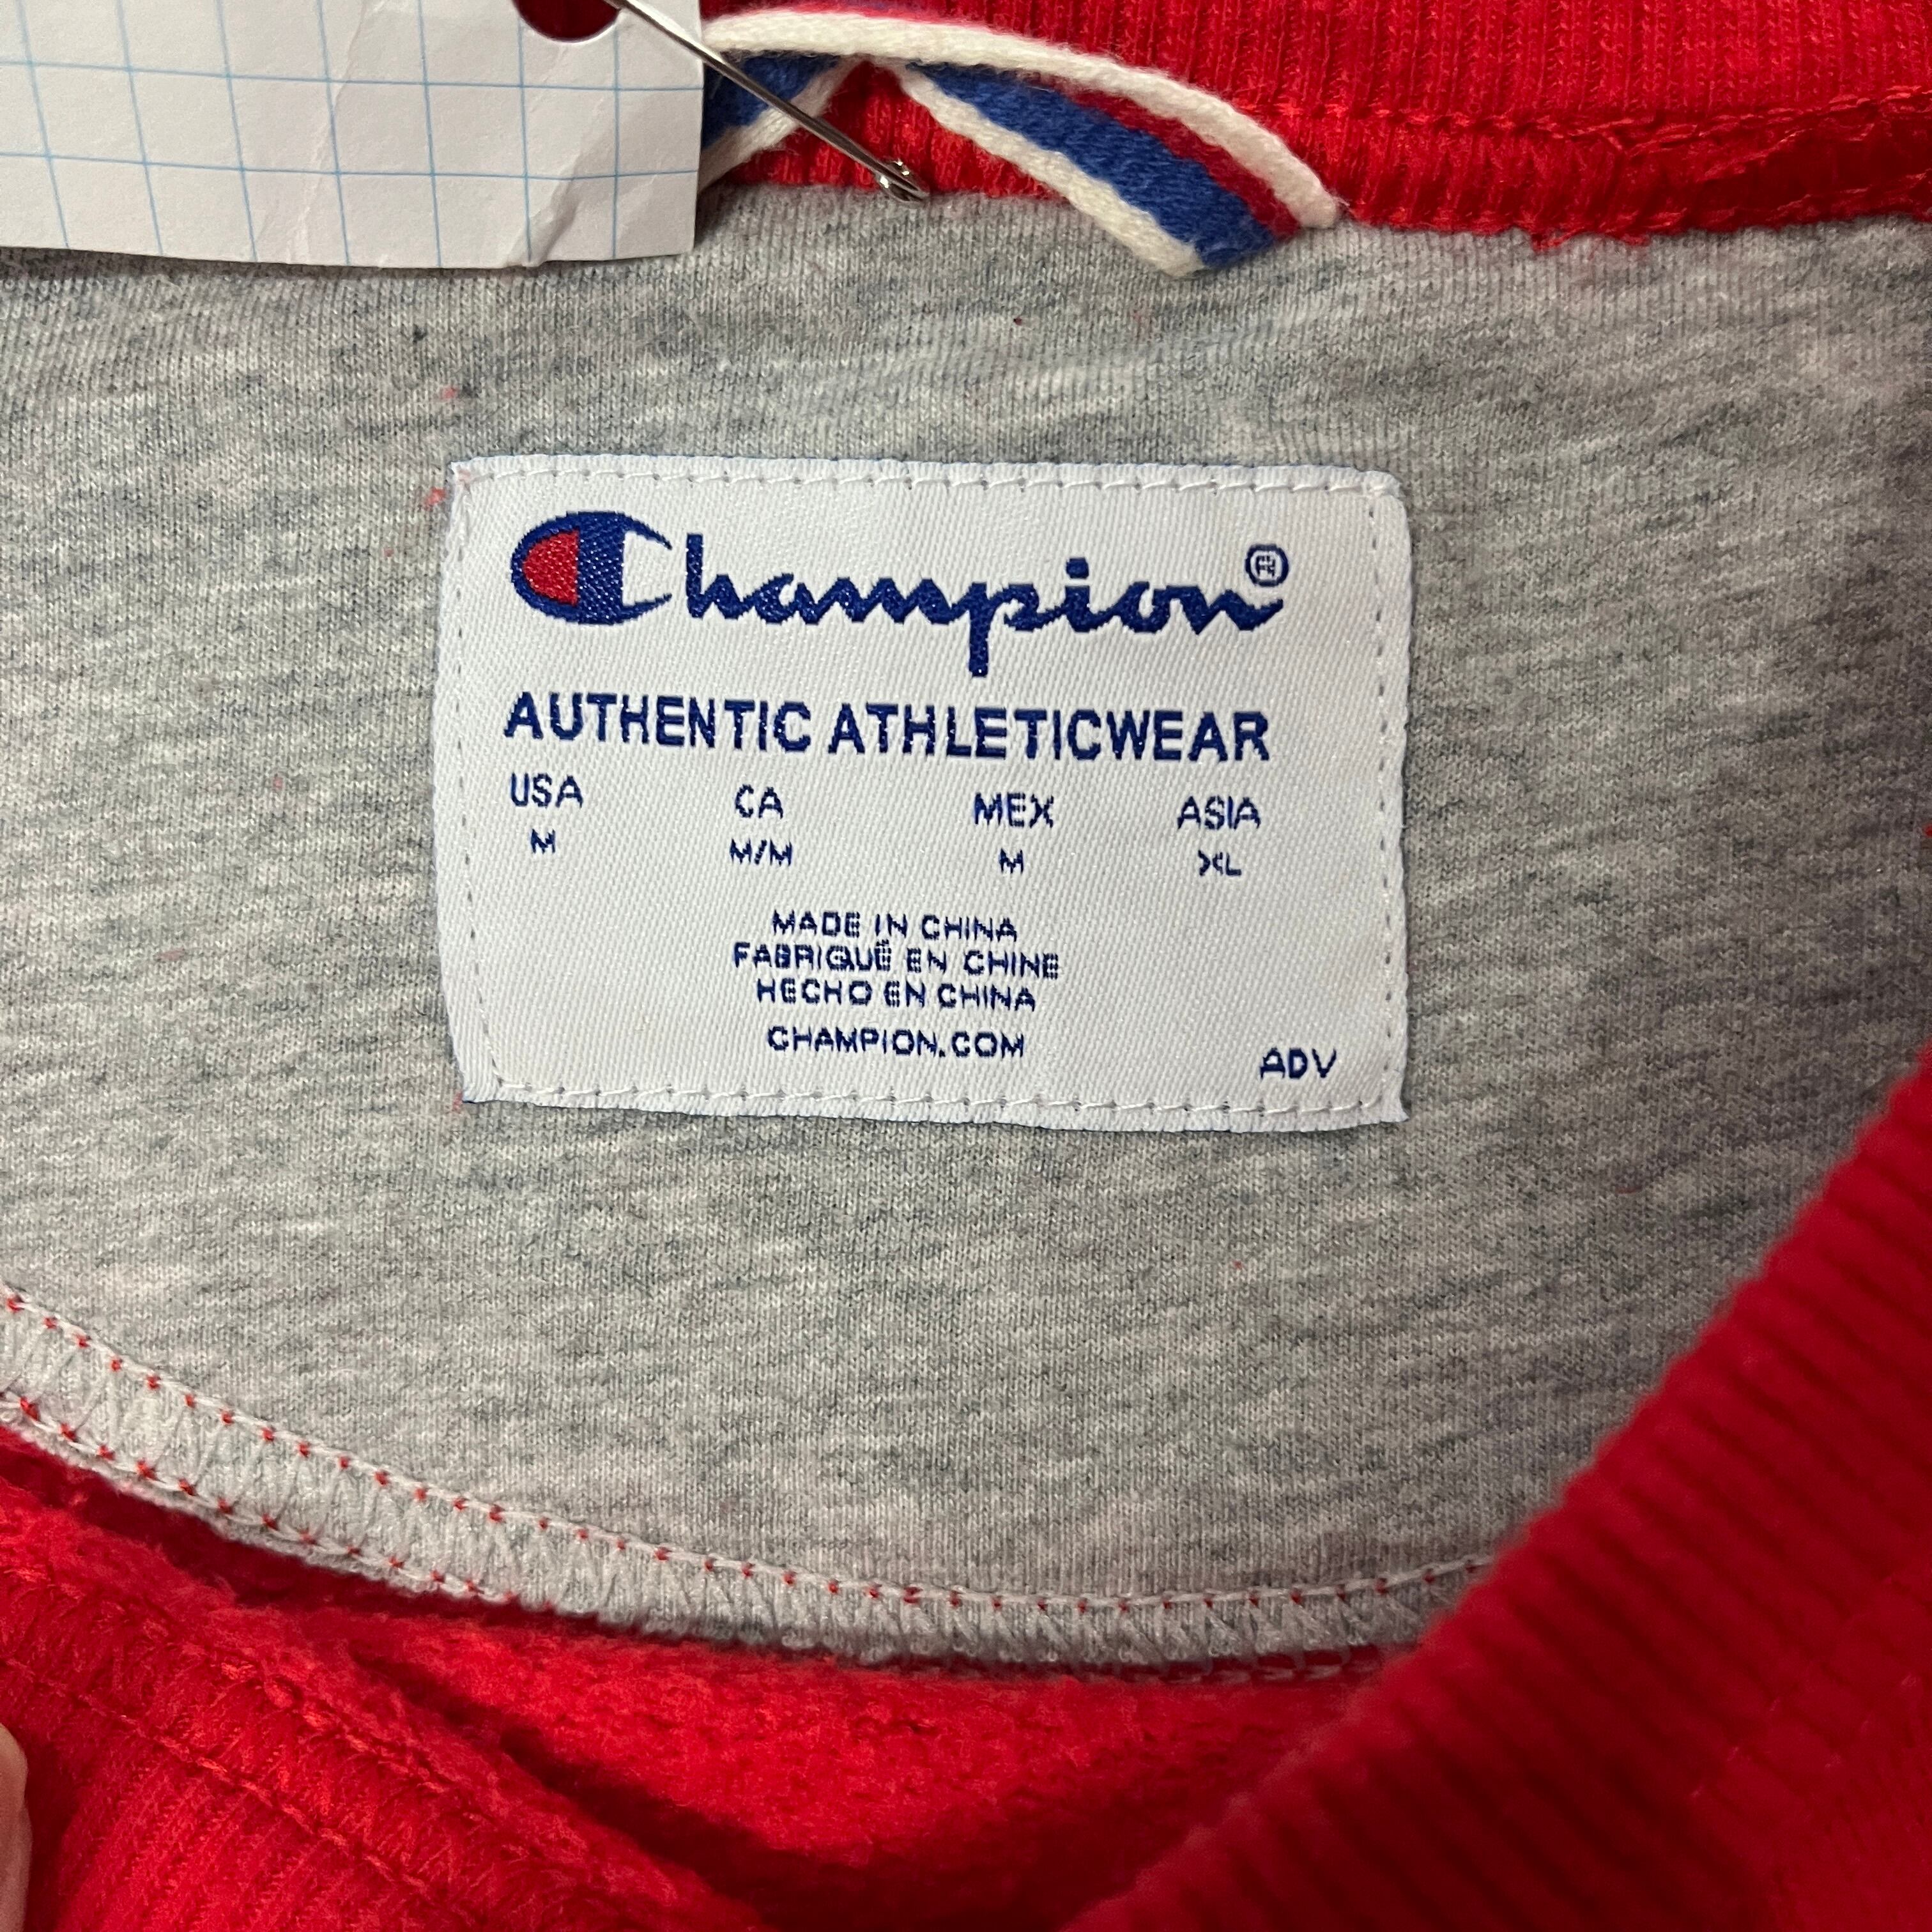 Champion®
AUTHENTIC ATHLETICWEAR
USA CA MEX ASIA
M M/M M XL
MADE IN CHINA
FABRIQUÉ EN CHINE
HECHO EN CHINA
CHAMPION.COM
ADV